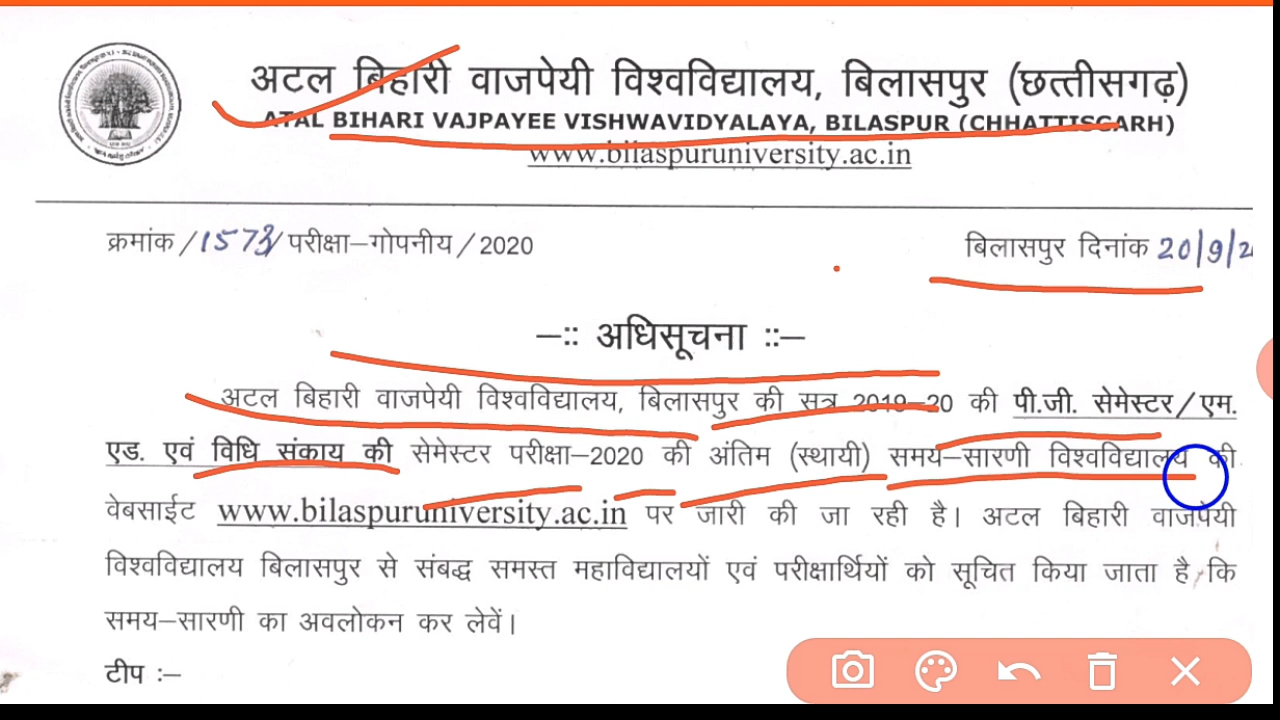 अटल बिहारी वाजपेयी विश्वविद्यालय, बिलासपुर (छत्तीसगढ़)
ATAL BIHARI VAJPAYEE VISHWAVIDYALAYA, BILASPUR (CHHATTISGARH)
www.bilaspuruniversity.ac.in
क्रमांक /1573/ परीक्षा–गोपनीय / 2020
बिलासपुर दिनांक 20/9/2
–:: अधिसूचना ::–
अटल बिहारी वाजपेयी विश्वविद्यालय, बिलासपुर की सत्र 2019–20 की पी.जी. सेमेस्टर/एम.
एड. एवं विधि संकाय की सेमेस्टर परीक्षा–2020 की अंतिम (स्थायी) समय–सारणी विश्वविद्यालय की
वेबसाईट www.bilaspuruniversity.ac.in पर जारी की जा रही है। अटल बिहारी वाजपेयी
विश्वविद्यालय बिलासपुर से संबद्ध समस्त महाविद्यालयों एवं परीक्षार्थियों को सूचित किया जाता है कि
समय–सारणी का अवलोकन कर लेवें।
टीप :–